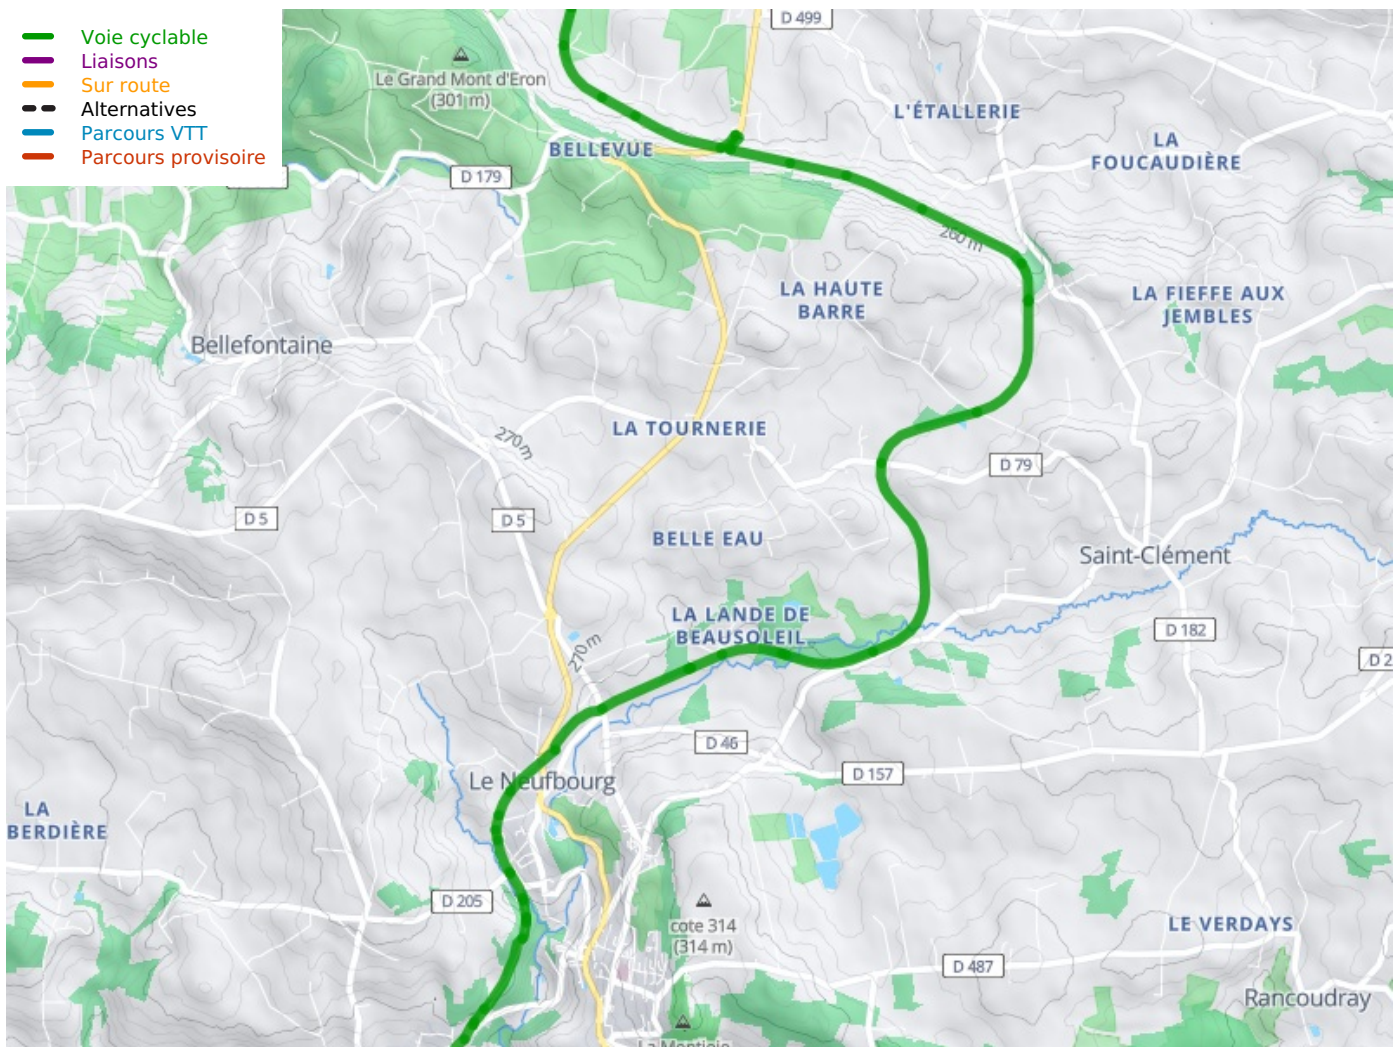 Voie cyclable
Liaisons
Sur route
Alternatives
Parcours VTT
Parcours provisoire
D 499
Le Grand Mont d'Eron
(301 m)
L'ÉTALLERIE
BELLEVUE
LA
FOUCAUDIÈRE
D 179
260 m
LA HAUTE
BARRE
LA FIEFFE AUX
JEMBLES
Bellefontaine
LA TOURNERIE
270 m
D 79
D 5
D 5
BELLE EAU
Saint-Clément
LA LANDE DE
BEAUSOLEIL
D 182
270 m
D 2
D 46
D 157
Le Neufbourg
LA
BERDIÈRE
D 205
cote 314
(314 m)
LE VERDAYS
D 487
Rancoudray